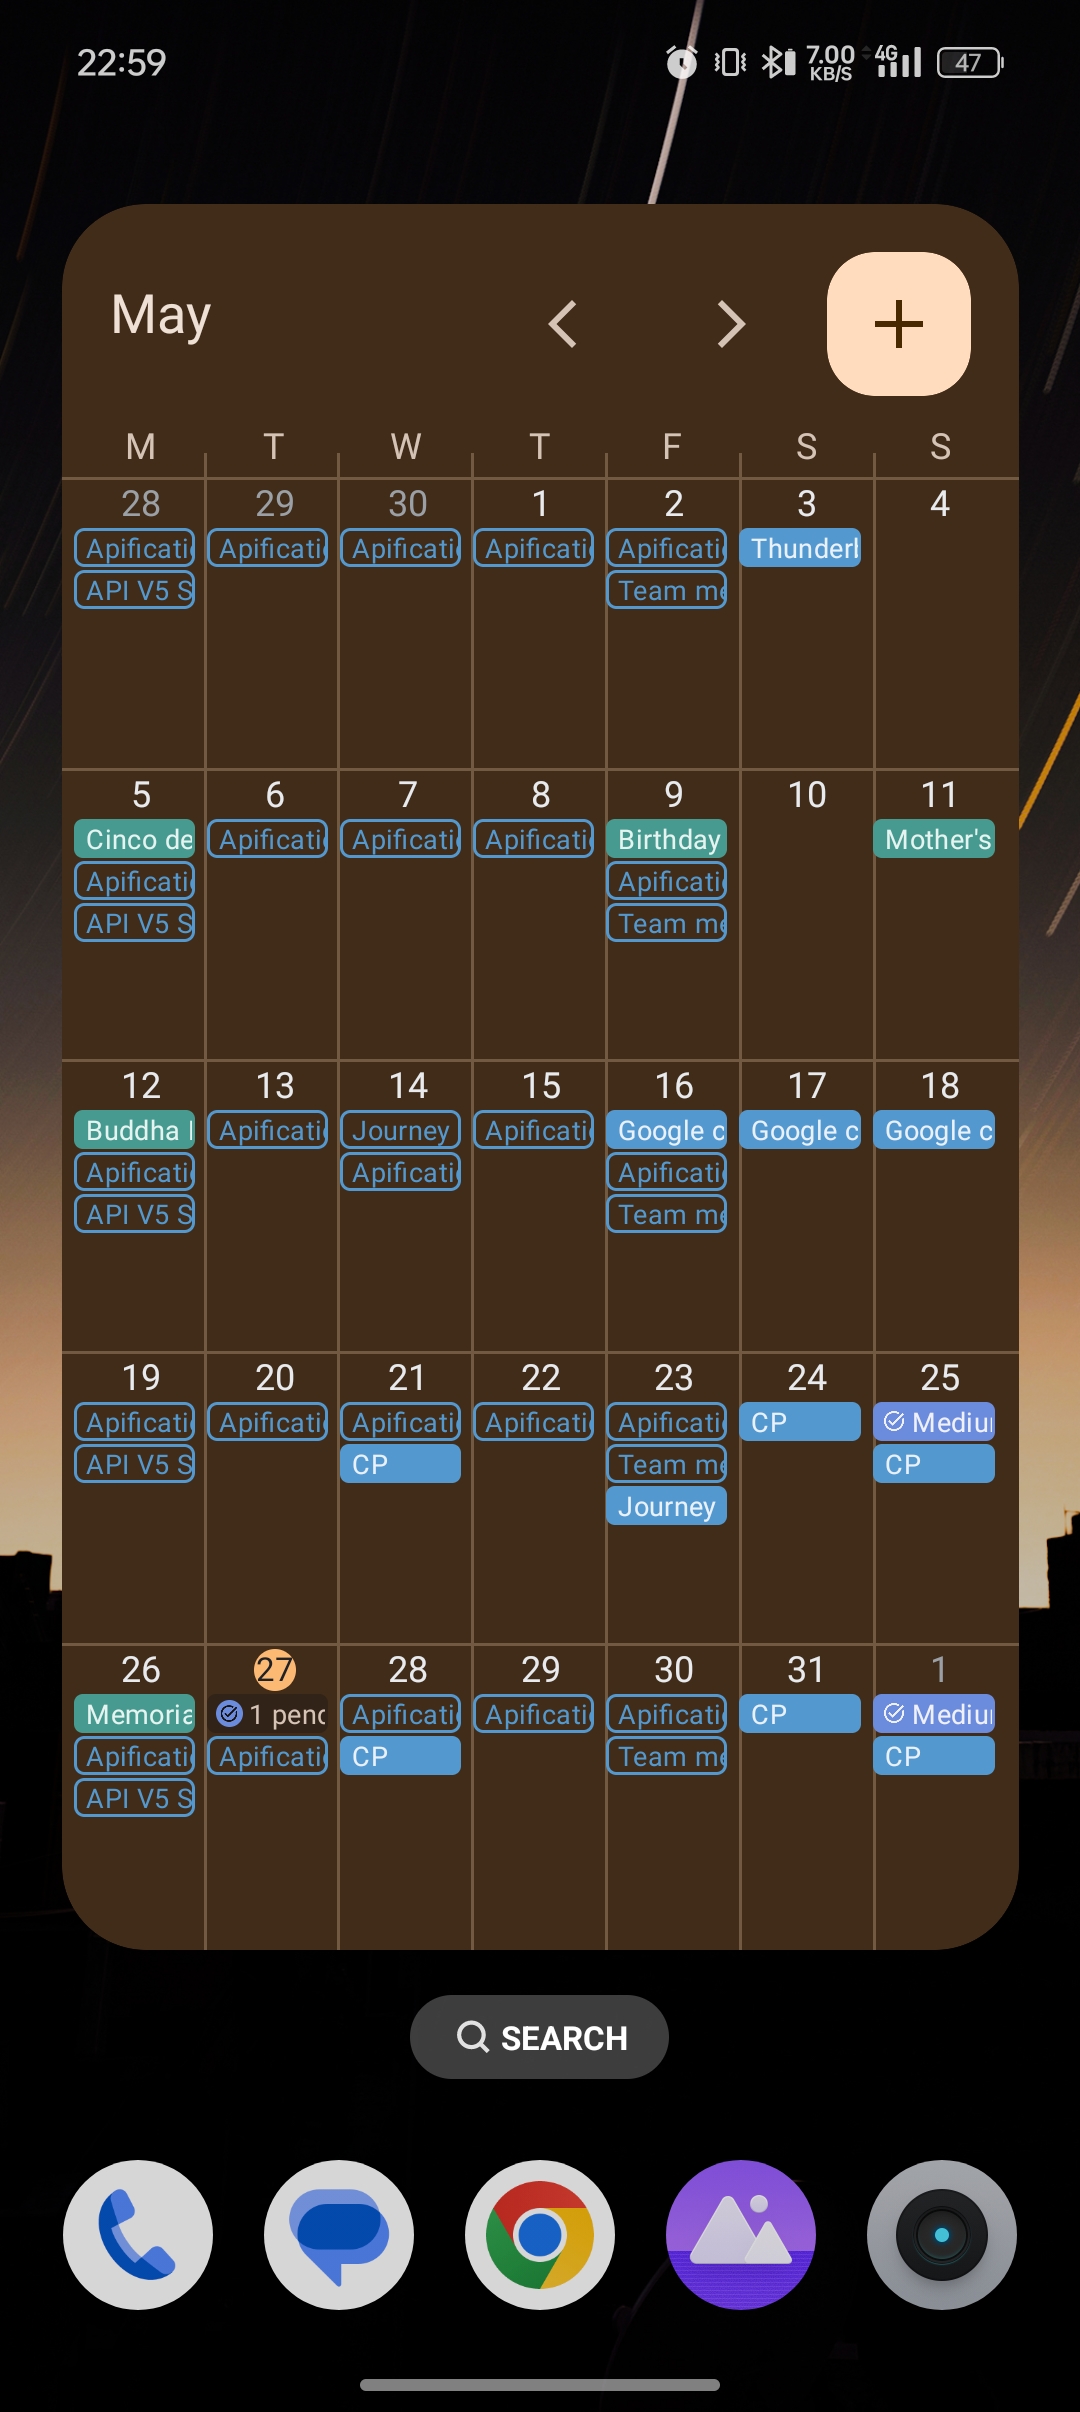 22:59
7.00
KB/S
4G
47
May
M T W T F S S
28 29 30 1 2 3 4
Apificati Apificati Apificati Apificati Apificati Thunderl
API V5 S Team me
5 6 7 8 9 10 11
Cinco de Apificati Apificati Apificati Birthday Mother's
Apificati Apificati
API V5 S Team me
12 13 14 15 16 17 18
Buddha Apificati Journey Apificati Google c Google c Google c
Apificati Apificati Apificati
API V5 S Team me
19 20 21 22 23 24 25
Apificati Apificati Apificati Apificati Apificati CP Mediu
API V5 S CP Team me CP
Journey
26 27 28 29 30 31 1
Memoria 1 pend Apificati Apificati Apificati CP Mediu
Apificati Apificati CP Team me CP
API V5 S
SEARCH